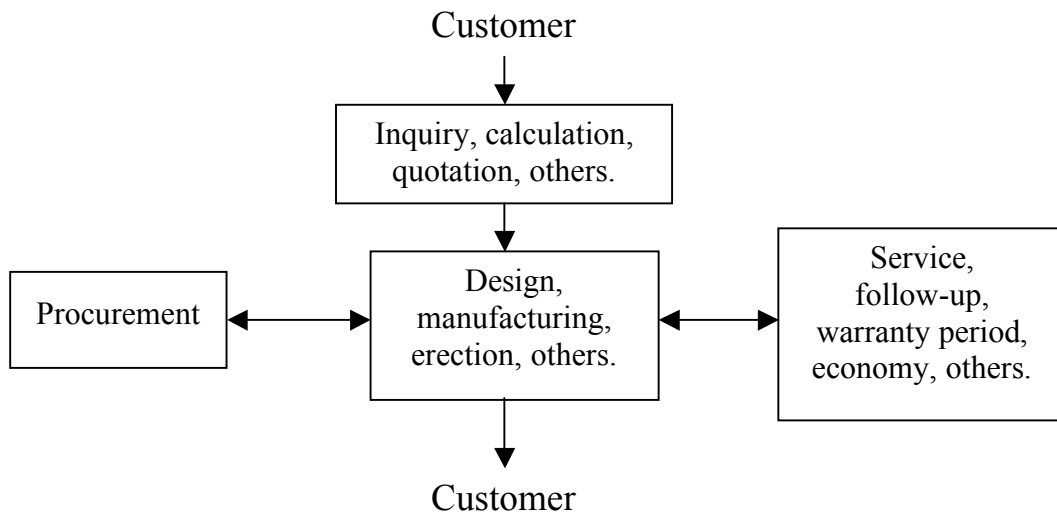 Customer
Inquiry, calculation,
quotation, others.
Procurement
Design,
manufacturing,
erection, others.
Service,
follow-up,
warranty period,
economy, others.
Customer